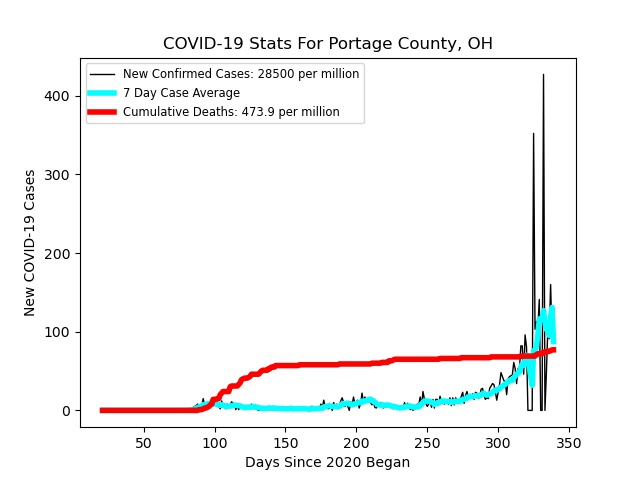 COVID-19 Stats For Portage County, OH
New Confirmed Cases: 28500 per million
7 Day Case Average
Cumulative Deaths: 473.9 per million
New COVID-19 Cases
400
300
200
100
0
50
100
150
200
250
300
350
Days Since 2020 Began